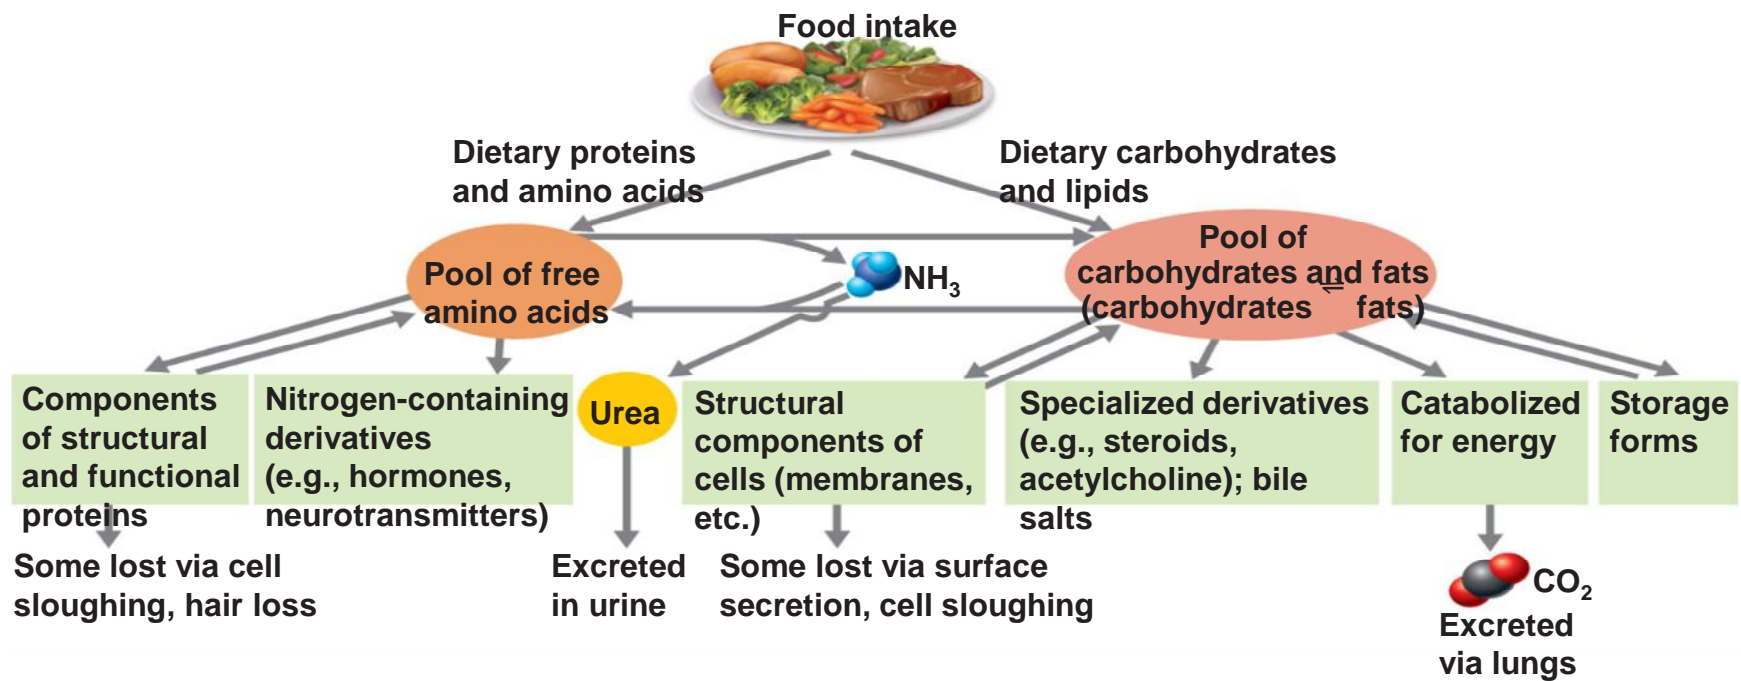 Food intake
Dietary proteins
and amino acids
Dietary carbohydrates
and lipids
Pool of free
amino acids
NH3
Pool of
carbohydrates and fats
(carbohydrates ⇌ fats)
Components
of structural
and functional
proteins
Nitrogen-containing
derivatives
(e.g., hormones,
neurotransmitters)
Urea
Structural
components of
cells (membranes,
etc.)
Specialized derivatives
(e.g., steroids,
acetylcholine); bile
salts
Catabolized
for energy
Storage
forms
Some lost via cell
sloughing, hair loss
Excreted
in urine
Some lost via surface
secretion, cell sloughing
CO2
Excreted
via lungs